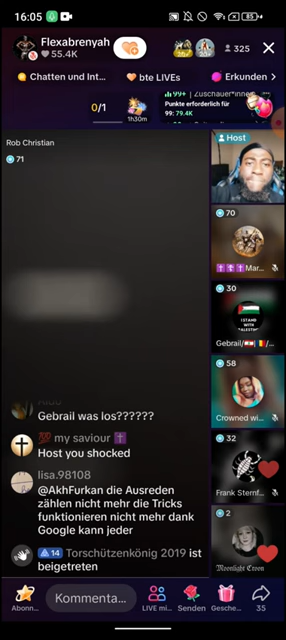 16:05
85
Flexabrenyah
55.4K
325
Chatten und Int...
bte LIVEs
Erkunden
0/1
1h30m
99+ | Zuschauer*innen
Punkte erforderlich für
99: 79.4K
Rob Christian
71
Host
70
Mar...
30
I STAND
WITH
PALESTINE
Gebrail/
58
Crowned wi...
32
Frank Sternf...
2
Moonlight Crvon
Gebrail was los??????
my saviour
Host you shocked
lisa.98108
@AkhFurkan die Ausreden
zählen nicht mehr die Tricks
funktionieren nicht mehr dank
Google kann jeder
14 Torschützenkönig 2019 ist
beigetreten
Abonn...
Kommenta...
LIVE mi...
Senden
Gesche...
35